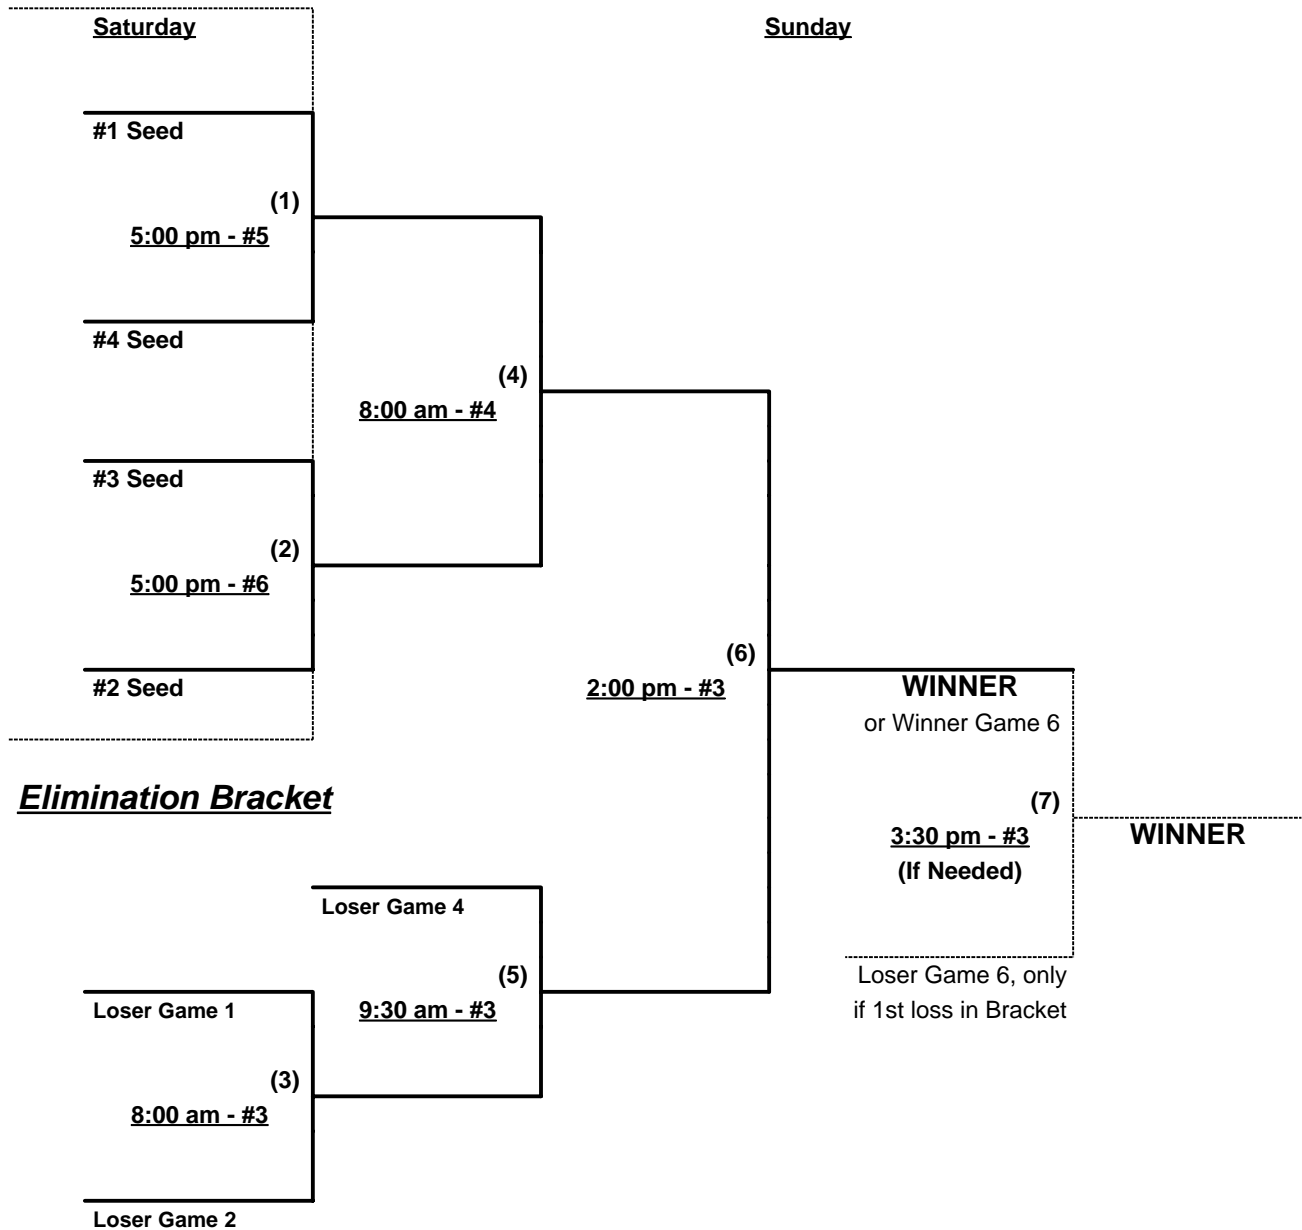 Saturday
Sunday
#1 Seed
(1)
5:00 pm - #5
#4 Seed
(4)
8:00 am - #4
#3 Seed
(2)
5:00 pm - #6
#2 Seed
(6)
2:00 pm - #3
WINNER
or Winner Game 6
Elimination Bracket
(7)
3:30 pm - #3
(If Needed)
WINNER
Loser Game 4
(5)
9:30 am - #3
Loser Game 6, only
if 1st loss in Bracket
Loser Game 1
(3)
8:00 am - #3
Loser Game 2